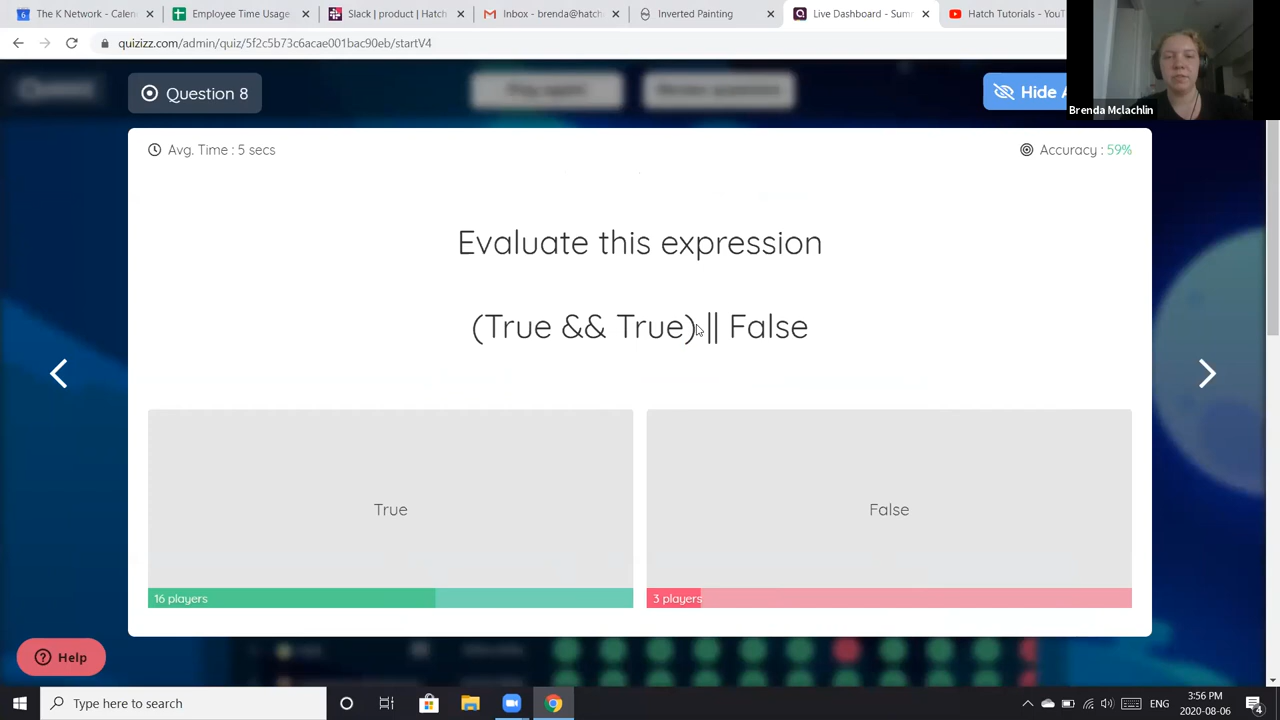 The K Network - Calen
Employee Time Usage
Slack | product | Hatch
Inbox - brenda@hatch
Inverted Painting
Live Dashboard - Sum
Hatch Tutorials - YouT
quizizz.com/admin/quiz/5f2c5b73c6acae001bac90eb/startV4
Brenda Mclachlin
Question 8
Hide A
Avg. Time : 5 secs
Accuracy : 59%
Evaluate this expression
(True && True) || False
True
False
16 players
3 players
Help
Type here to search
ENG
3:56 PM
2020-08-06
4